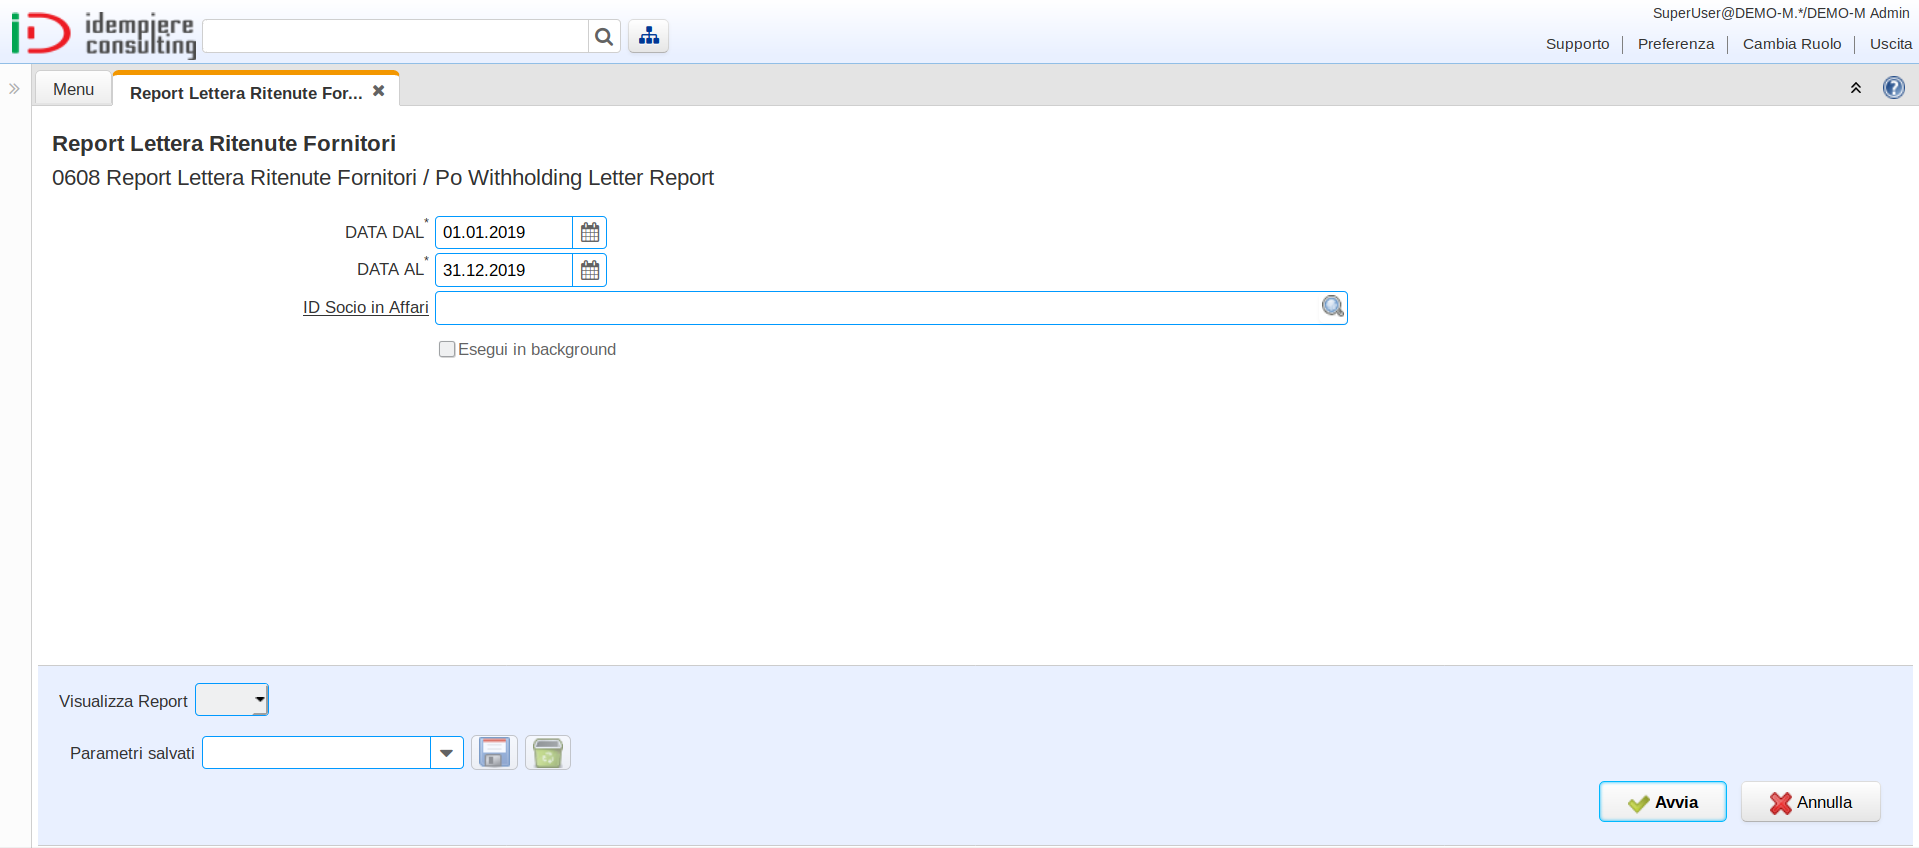 idempiere
consulting
SuperUser@DEMO-M.*/DEMO-M Admin
Supporto
Preferenza
Cambia Ruolo
Uscita
Menu
Report Lettera Ritenute For...
Report Lettera Ritenute Fornitori
0608 Report Lettera Ritenute Fornitori / Po Withholding Letter Report
DATA DAL* 01.01.2019
DATA AL* 31.12.2019
ID Socio in Affari
Esegui in background
Visualizza Report
Parametri salvati
Avvia
Annulla